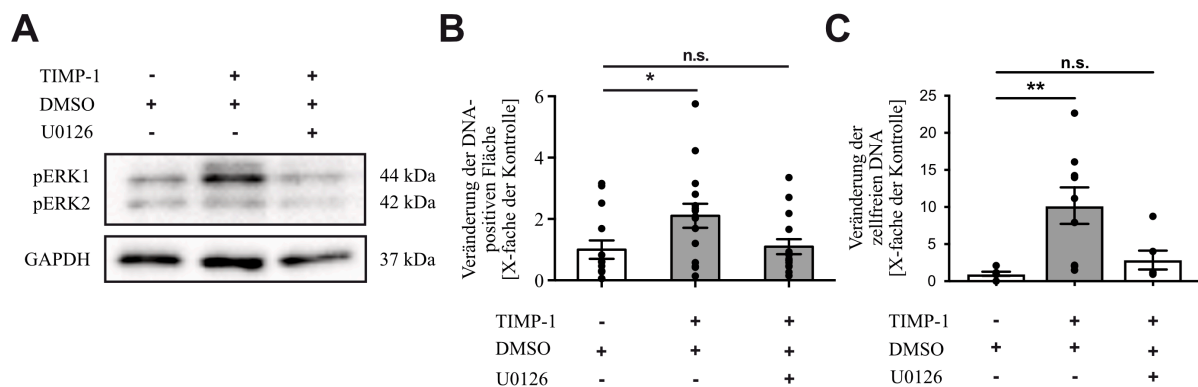 A
TIMP-1 - + +
DMSO + + +
U0126 - - +
pERK1 44 kDa
pERK2 42 kDa
GAPDH 37 kDa
B
n.s.
*
Veränderung der DNA-
positiven Fläche
[X-fache der Kontrolle]
6
4
2
0
TIMP-1 - + +
DMSO + + +
U0126 - - +
C
n.s.
**
Veränderung der
zellfreien DNA
[X-fache der Kontrolle]
25
20
15
10
5
0
TIMP-1 - + +
DMSO + + +
U0126 - - +